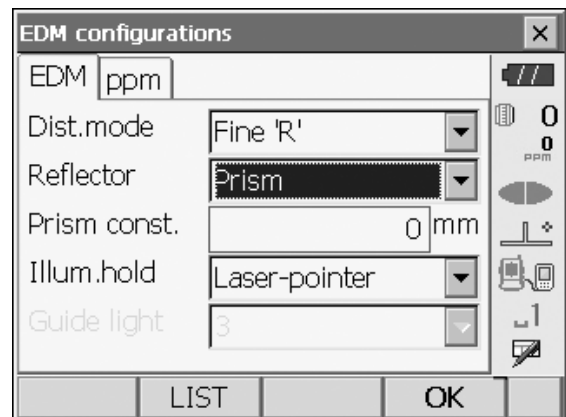 EDM configurations
EDM ppm
Dist.mode Fine 'R'
0
0
PPM
Reflector Prism
Prism const. 0 mm
Illum.hold Laser-pointer
Guide light 3
1
LIST OK